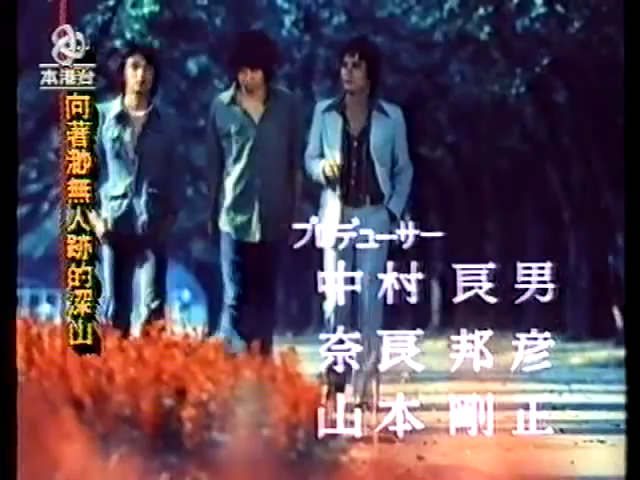 本港台
向著渺無人跡的深山
プロデューサー
中村良男
奈良邦彦
山本剛正